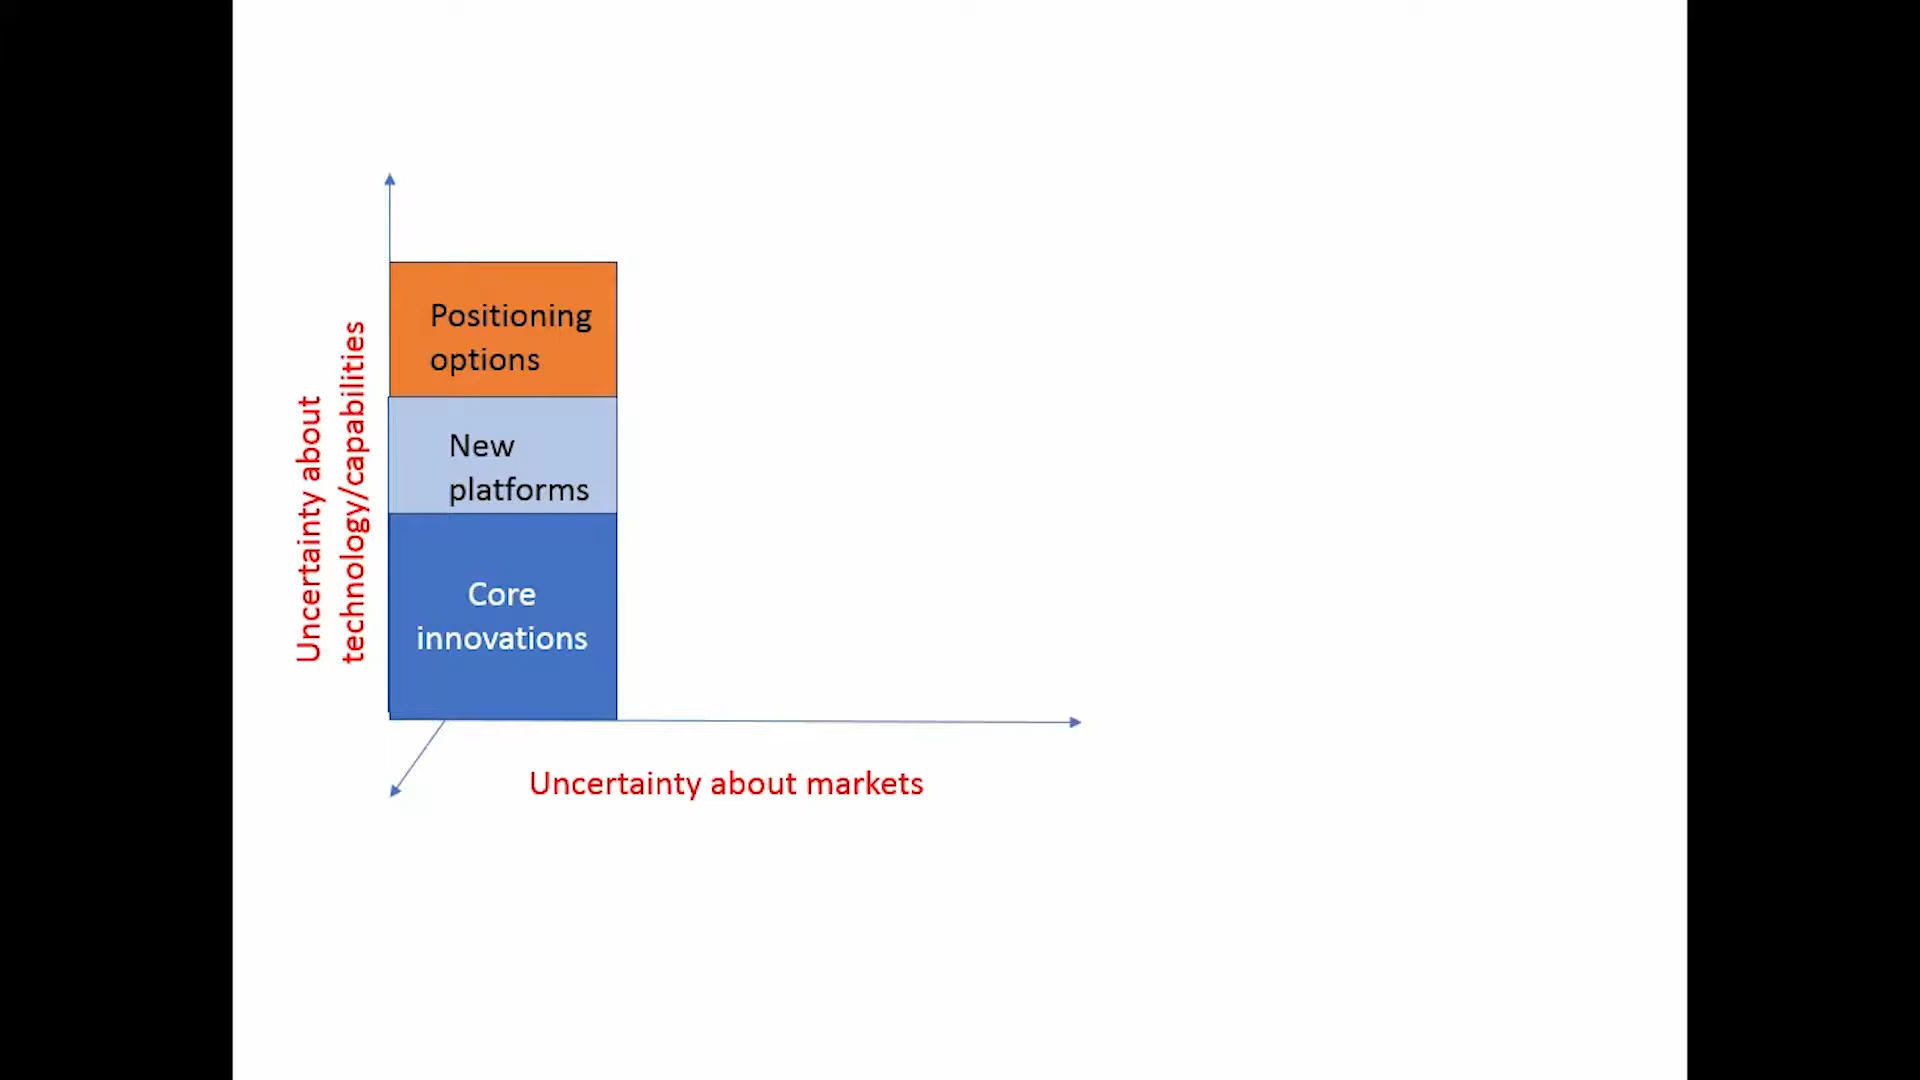 Positioning
options
New
platforms
Core
innovations
Uncertainty about
technology/capabilities
Uncertainty about markets